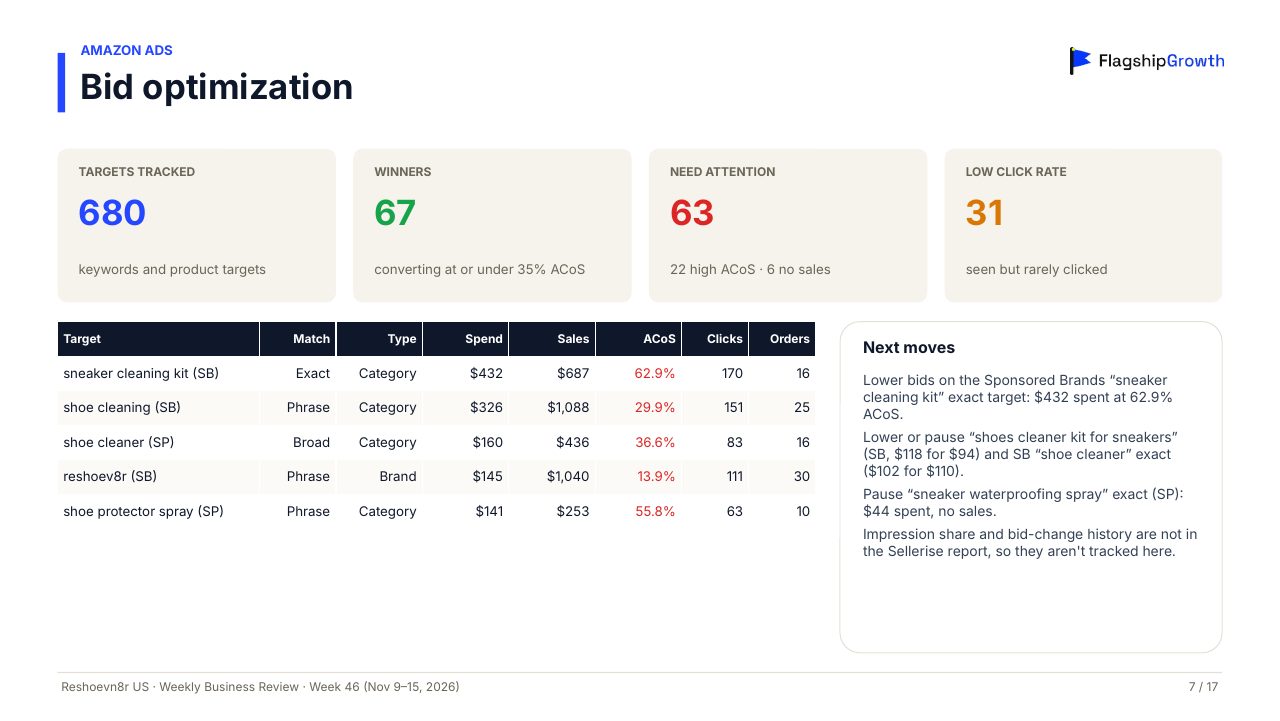 AMAZON ADS
Bid optimization
FlagshipGrowth
TARGETS TRACKED
680
keywords and product targets
WINNERS
67
converting at or under 35% ACoS
NEED ATTENTION
63
22 high ACoS · 6 no sales
LOW CLICK RATE
31
seen but rarely clicked
Target Match Type Spend Sales ACoS Clicks Orders
sneaker cleaning kit (SB) Exact Category $432 $687 62.9% 170 16
shoe cleaning (SB) Phrase Category $326 $1,088 29.9% 151 25
shoe cleaner (SP) Broad Category $160 $436 36.6% 83 16
reshoev8r (SB) Phrase Brand $145 $1,040 13.9% 111 30
shoe protector spray (SP) Phrase Category $141 $253 55.8% 63 10
Next moves
Lower bids on the Sponsored Brands “sneaker
cleaning kit” exact target: $432 spent at 62.9%
ACoS.
Lower or pause “shoes cleaner kit for sneakers”
(SB, $118 for $94) and SB “shoe cleaner” exact
($102 for $110).
Pause “sneaker waterproofing spray” exact (SP):
$44 spent, no sales.
Impression share and bid-change history are not in
the Sellerise report, so they aren't tracked here.
Reshoevn8r US · Weekly Business Review · Week 46 (Nov 9–15, 2026)
7 / 17